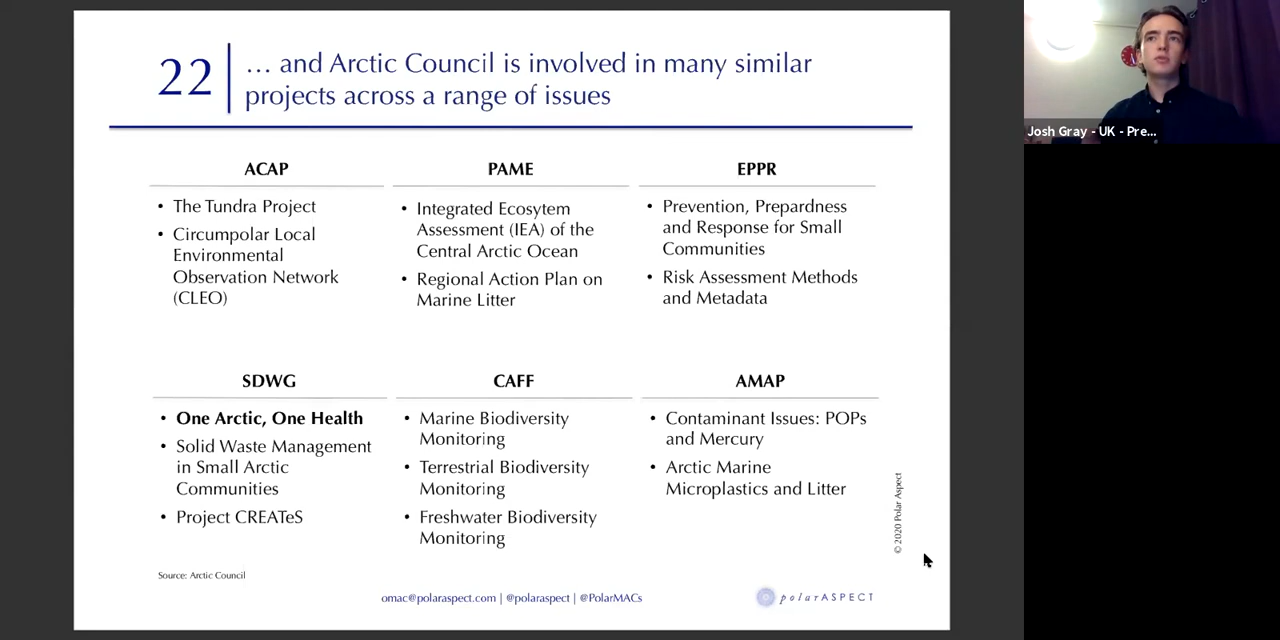 22
… and Arctic Council is involved in many similar
projects across a range of issues
ACAP
• The Tundra Project
• Circumpolar Local
Environmental
Observation Network
(CLEO)
PAME
• Integrated Ecosytem
Assessment (IEA) of the
Central Arctic Ocean
• Regional Action Plan on
Marine Litter
EPPR
• Prevention, Prepardness
and Response for Small
Communities
• Risk Assessment Methods
and Metadata
SDWG
• One Arctic, One Health
• Solid Waste Management
in Small Arctic
Communities
• Project CREATeS
CAFF
• Marine Biodiversity
Monitoring
• Terrestrial Biodiversity
Monitoring
• Freshwater Biodiversity
Monitoring
AMAP
• Contaminant Issues: POPs
and Mercury
• Arctic Marine
Microplastics and Litter
© 2020 Polar Aspect
Source: Arctic Council
omac@polaraspect.com | @polaraspect | @PolarMACs
polarASPECT
Josh Gray - UK - Pre...